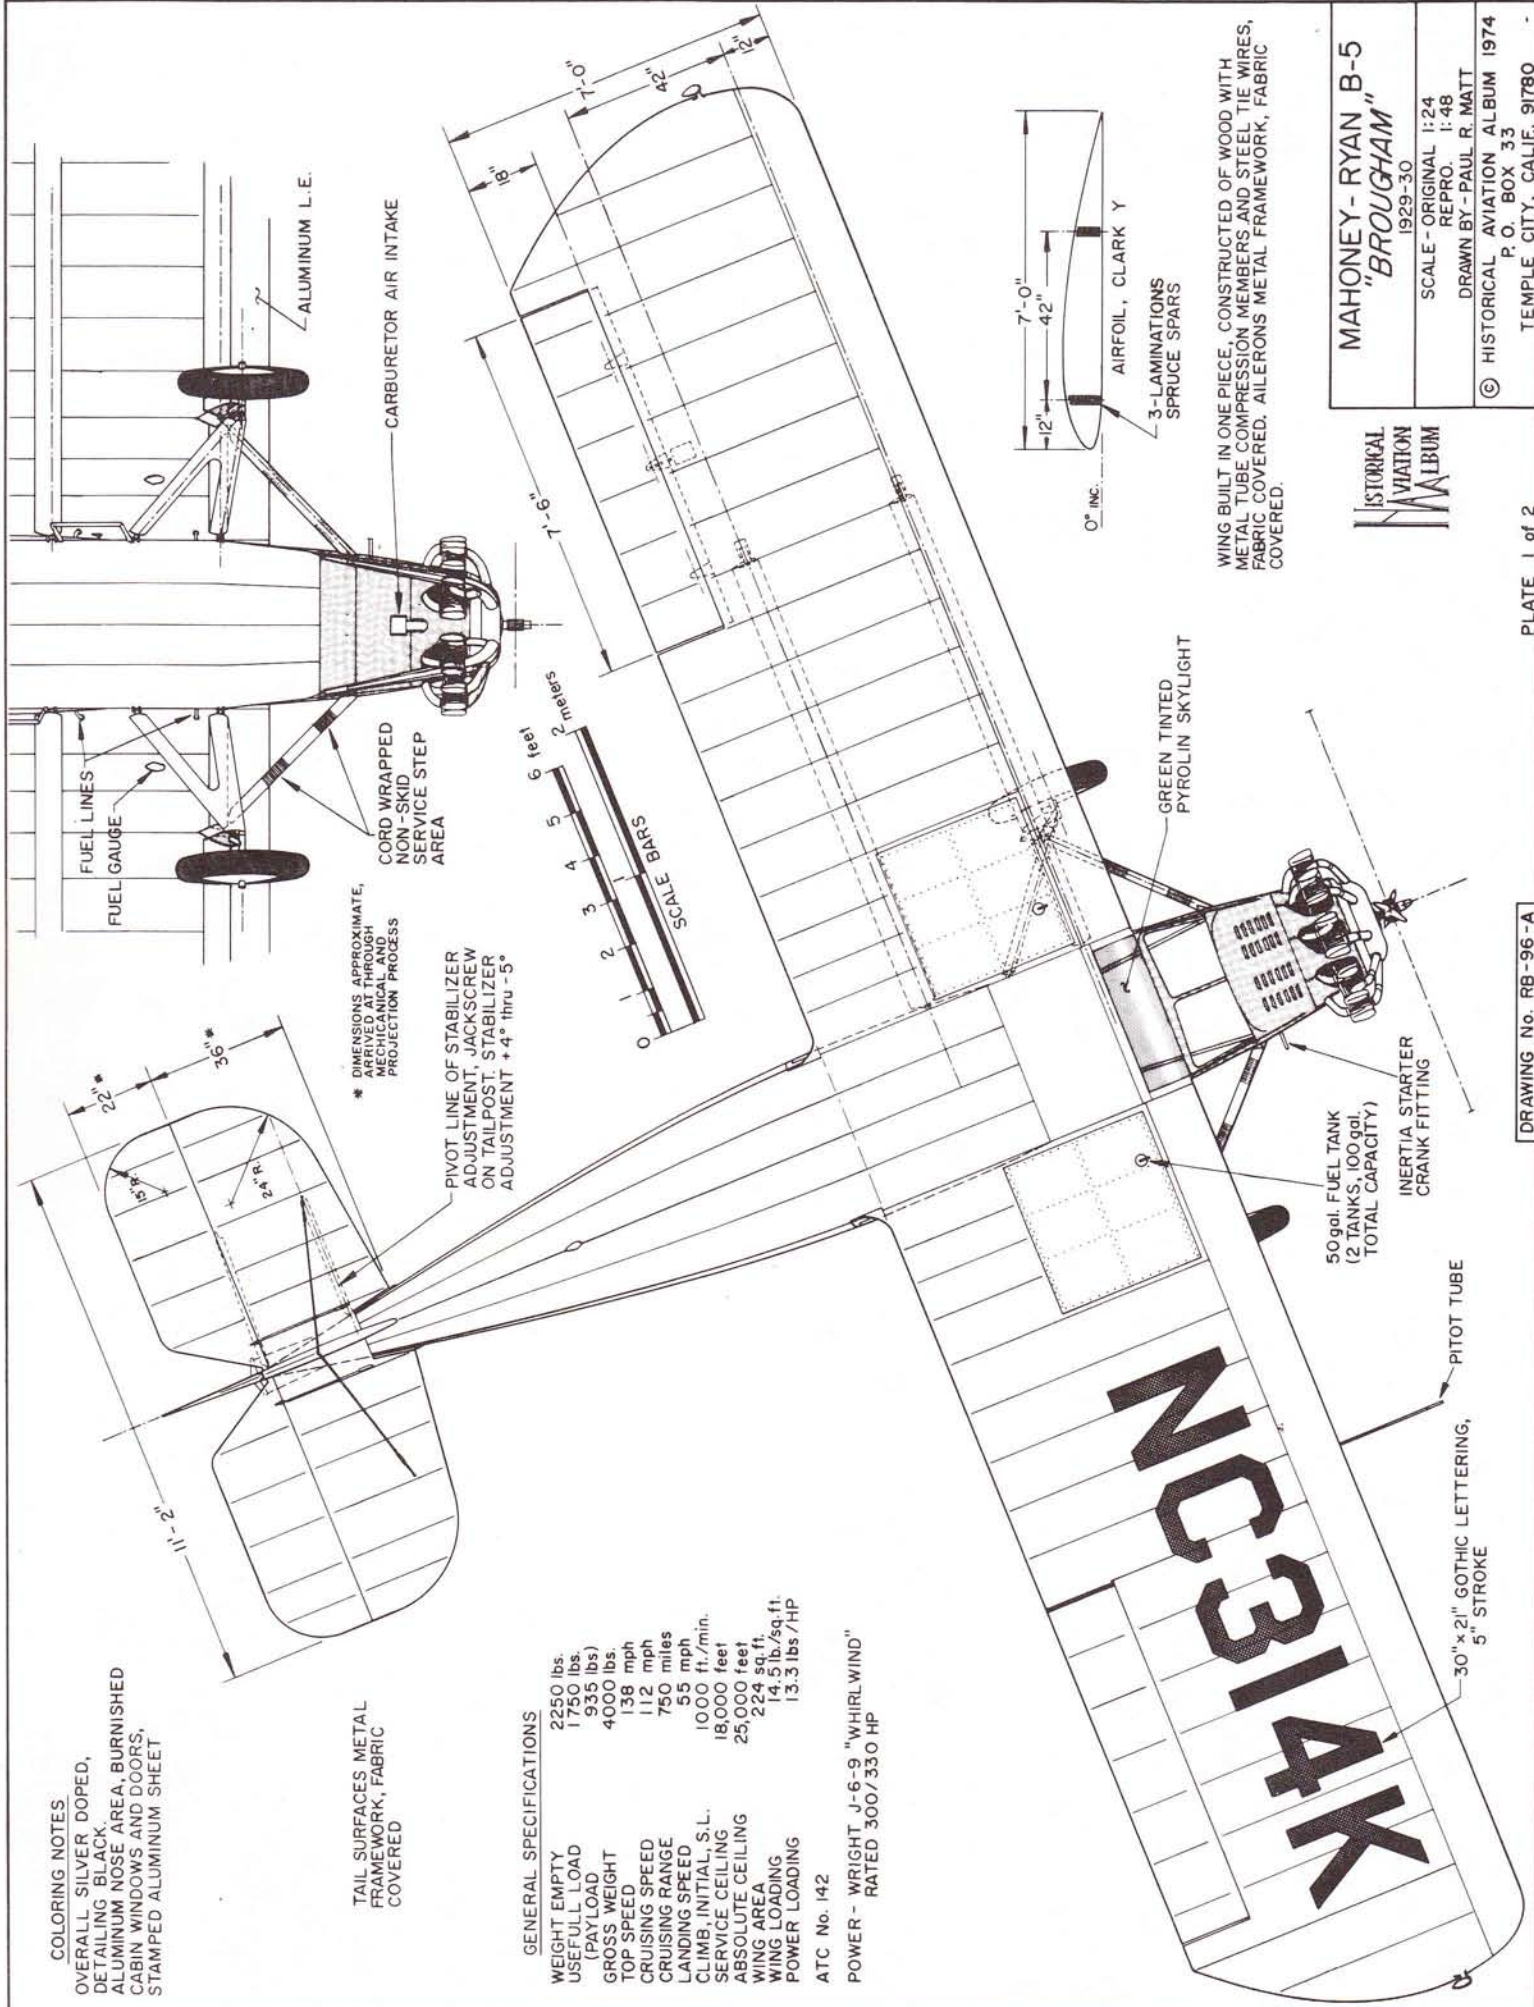 COLORING NOTES
OVERALL SILVER DOPED,
DETAILING BLACK.
ALUMINUM NOSE AREA, BURNISHED
CABIN WINDOWS AND DOORS,
STAMPED ALUMINUM SHEET
TAIL SURFACES METAL
FRAMEWORK, FABRIC
COVERED
GENERAL SPECIFICATIONS
WEIGHT EMPTY 2250 lbs.
USEFULL LOAD 1750 lbs.
(PAYLOAD 935 lbs)
GROSS WEIGHT 4000 lbs.
TOP SPEED 138 mph
CRUISING SPEED 112 mph
CRUISING RANGE 750 miles
LANDING SPEED 55 mph
CLIMB, INITIAL, S.L. 1000 ft./min.
SERVICE CEILING 18,000 feet
ABSOLUTE CEILING 25,000 feet
WING AREA 224 sq. ft.
WING LOADING 14.5 lb./sq. ft.
POWER LOADING 13.3 lbs/HP
ATC No. 142
POWER - WRIGHT J-6-9 "WHIRLWIND"
RATED 300/330 HP
11'-2"
22" *
36" *
15" R.
24" R.
* DIMENSIONS APPROXIMATE,
ARRIVED AT THROUGH
MECHANICAL AND
PROJECTION PROCESS
PIVOT LINE OF STABILIZER
ADJUSTMENT, JACKSCREW
ON TAILPOST. STABILIZER
ADJUSTMENT +4° thru -5°
FUEL LINES
FUEL GAUGE
CORD WRAPPED
NON-SKID
SERVICE STEP
AREA
CARBURETOR AIR INTAKE
ALUMINUM L.E.
0 1 2 3 4 5 6 feet
2 meters
SCALE BARS
7'-6"
18"
7'-0"
42"
12"
7'-0"
42"
12"
0° INC.
AIRFOIL, CLARK Y
3-LAMINATIONS
SPRUCE SPARS
WING BUILT IN ONE PIECE, CONSTRUCTED OF WOOD WITH
METAL TUBE COMPRESSION MEMBERS AND STEEL TIE WIRES,
FABRIC COVERED. AILERONS METAL FRAMEWORK, FABRIC
COVERED.
GREEN TINTED
PYROLIN SKYLIGHT
50 gal. FUEL TANK
(2 TANKS, 100 gal.
TOTAL CAPACITY)
INERTIA STARTER
CRANK FITTING
PITOT TUBE
NC314K
30" x 21" GOTHIC LETTERING,
5" STROKE
DRAWING No. RB-96-A
PLATE 1 of 2
HISTORICAL
AVIATION
ALBUM
MAHONEY-RYAN B-5
"BROUGHAM"
1929-30
SCALE - ORIGINAL 1:24
REPRO. 1:48
DRAWN BY - PAUL R. MATT
© HISTORICAL AVIATION ALBUM 1974
P. O. BOX 33
TEMPLE CITY, CALIF. 91780